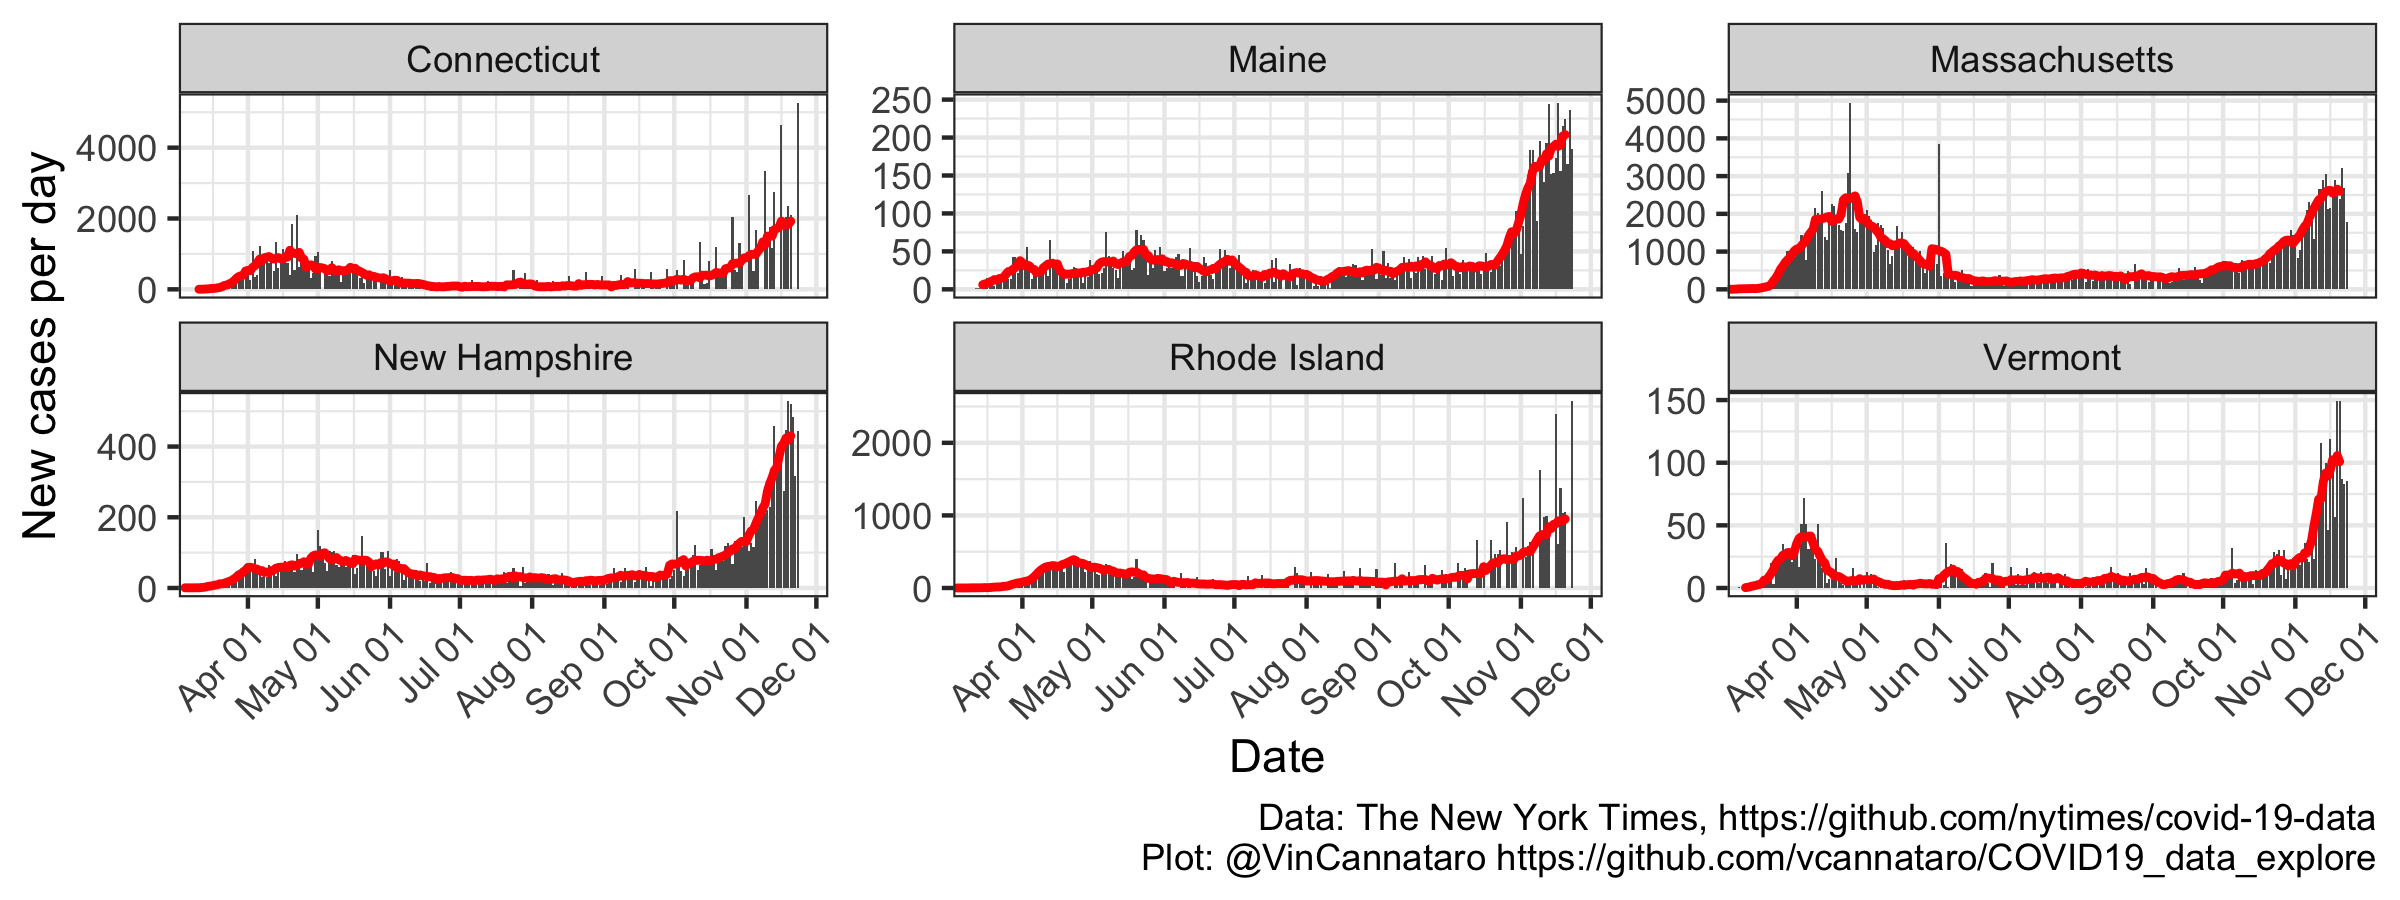 Connecticut
Maine
Massachusetts
New cases per day
4000
2000
0
250
200
150
100
50
0
5000
4000
3000
2000
1000
0
New Hampshire
Rhode Island
Vermont
400
200
0
2000
1000
0
150
100
50
0
Apr 01 May 01 Jun 01 Jul 01 Aug 01 Sep 01 Oct 01 Nov 01 Dec 01
Apr 01 May 01 Jun 01 Jul 01 Aug 01 Sep 01 Oct 01 Nov 01 Dec 01
Apr 01 May 01 Jun 01 Jul 01 Aug 01 Sep 01 Oct 01 Nov 01 Dec 01
Date
Data: The New York Times, https://github.com/nytimes/covid-19-data
Plot: @VinCannataro https://github.com/vcannataro/COVID19_data_explore